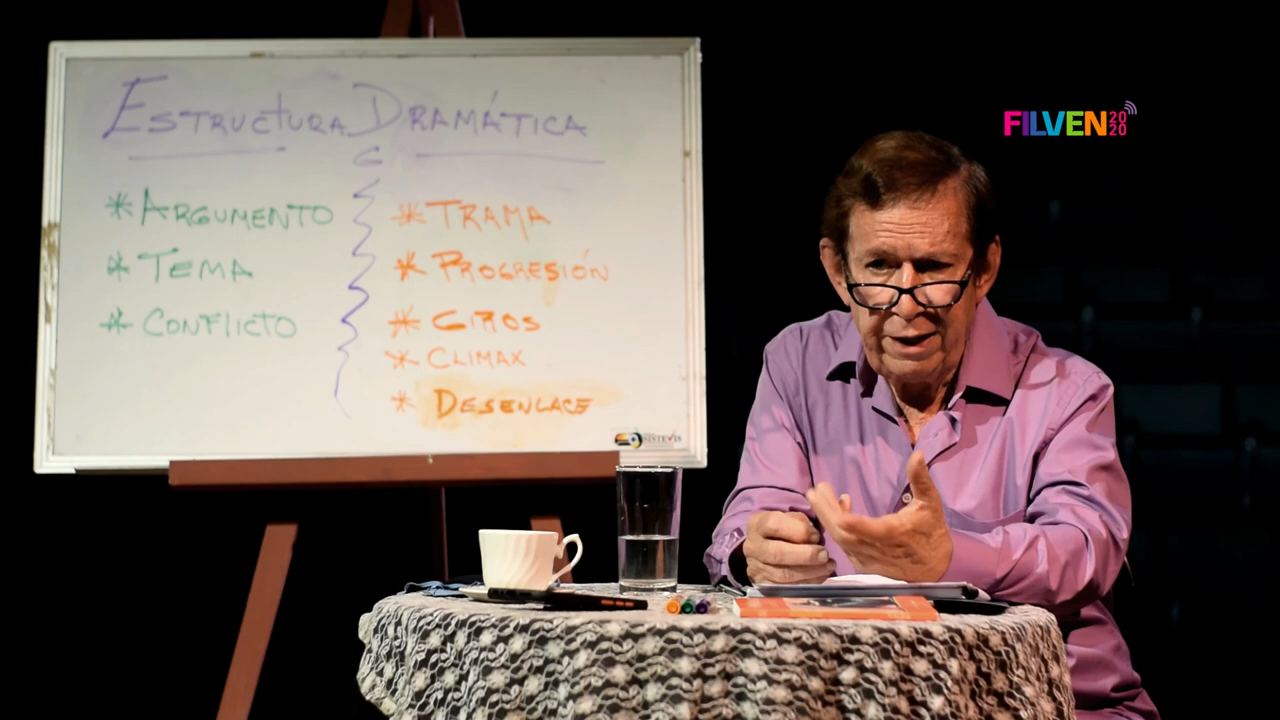 ESTRUCTURA DRAMÁTICA
* ARGUMENTO
* TEMA
* CONFLICTO
* TRAMA
* PROGRESIÓN
* GIROS
* CLIMAX
* DESENLACE
FILVEN 2020